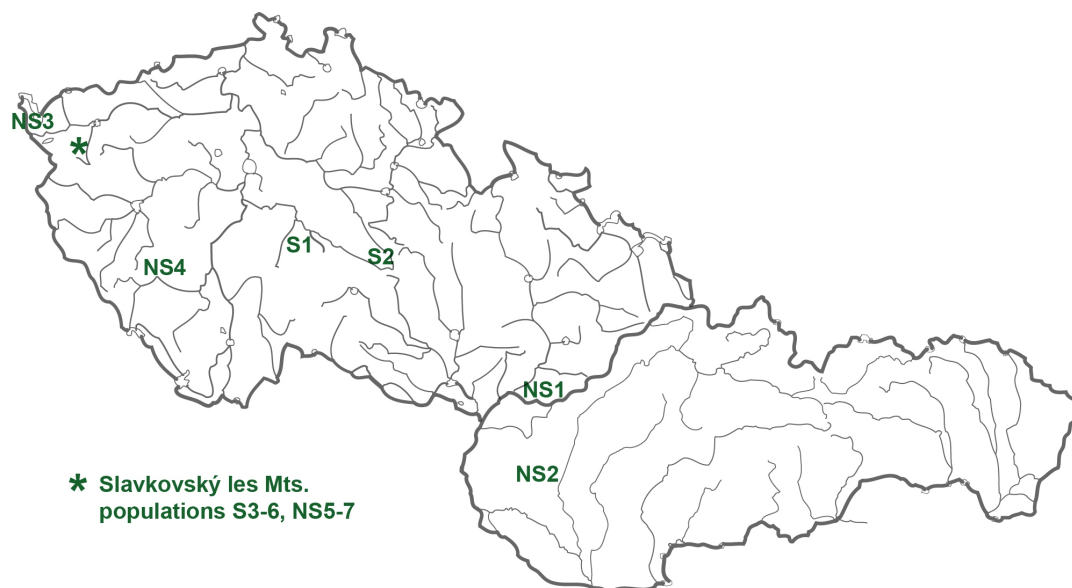 NS3
*
S1
S2
NS4
NS1
NS2
* Slavkovský les Mts.
populations S3-6, NS5-7